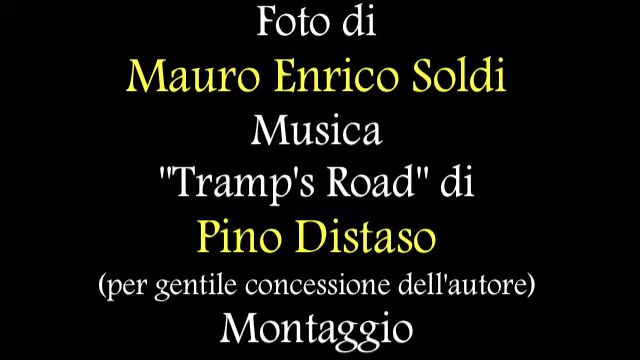 Foto di
Mauro Enrico Soldi
Musica
"Tramp's Road" di
Pino Distaso
(per gentile concessione dell'autore)
Montaggio